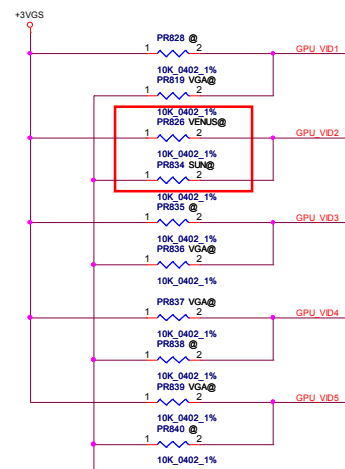 +3VGS
PR828 @
1 2 GPU_VID1
10K_0402_1%
PR819 VGA@
1 2
10K_0402_1%
PR826 VENUS@
1 2 GPU_VID2
10K_0402_1%
PR834 SUN@
1 2
10K_0402_1%
PR835 @
1 2 GPU_VID3
10K_0402_1%
PR836 VGA@
1 2
10K_0402_1%
PR837 VGA@
1 2 GPU_VID4
10K_0402_1%
PR838 @
1 2
10K_0402_1%
PR839 VGA@
1 2 GPU_VID5
10K_0402_1%
PR840 @
1 2
10K_0402_1%